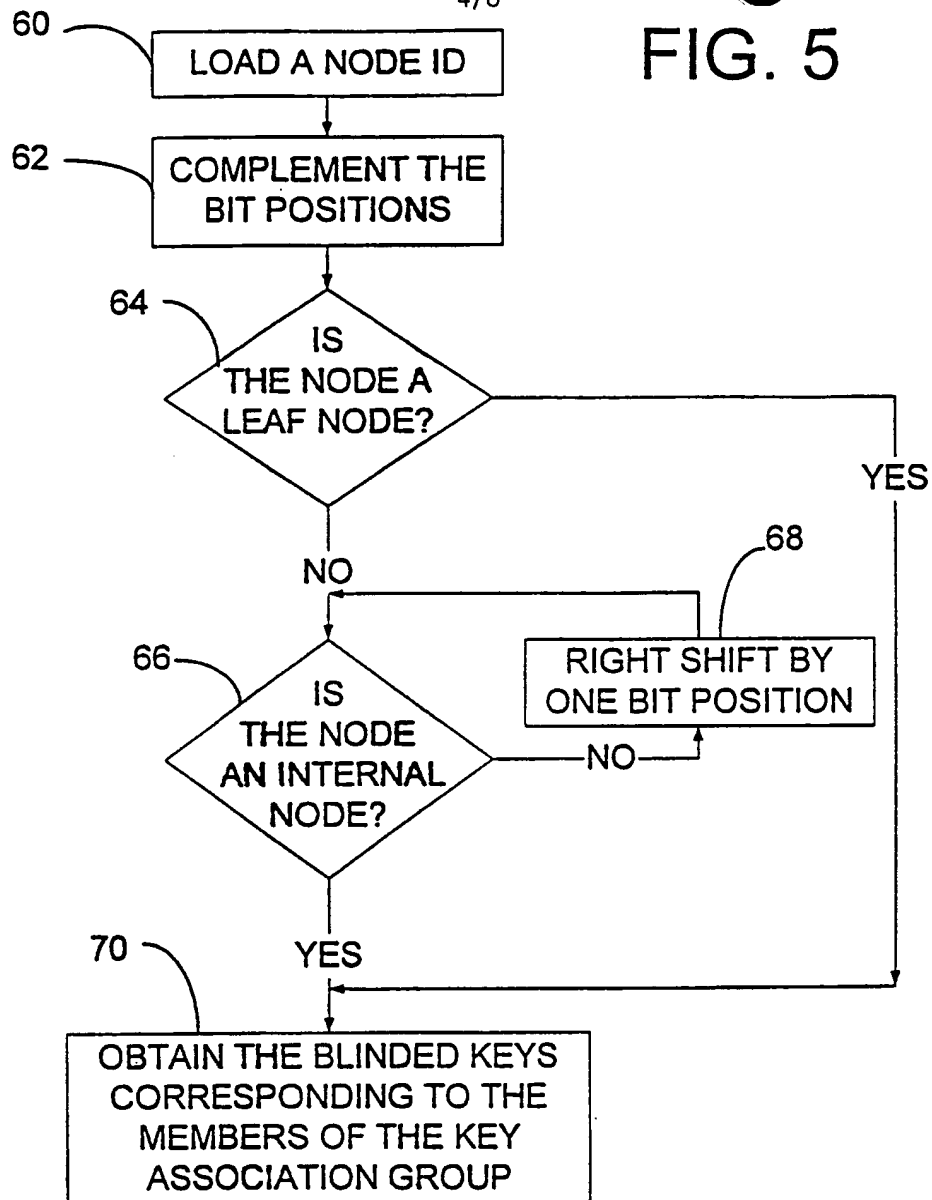 FIG. 5
60
LOAD A NODE ID
62
COMPLEMENT THE
BIT POSITIONS
64
IS
THE NODE A
LEAF NODE?
YES
NO
68
RIGHT SHIFT BY
ONE BIT POSITION
66
IS
THE NODE
AN INTERNAL
NODE?
NO
YES
70
OBTAIN THE BLINDED KEYS
CORRESPONDING TO THE
MEMBERS OF THE KEY
ASSOCIATION GROUP